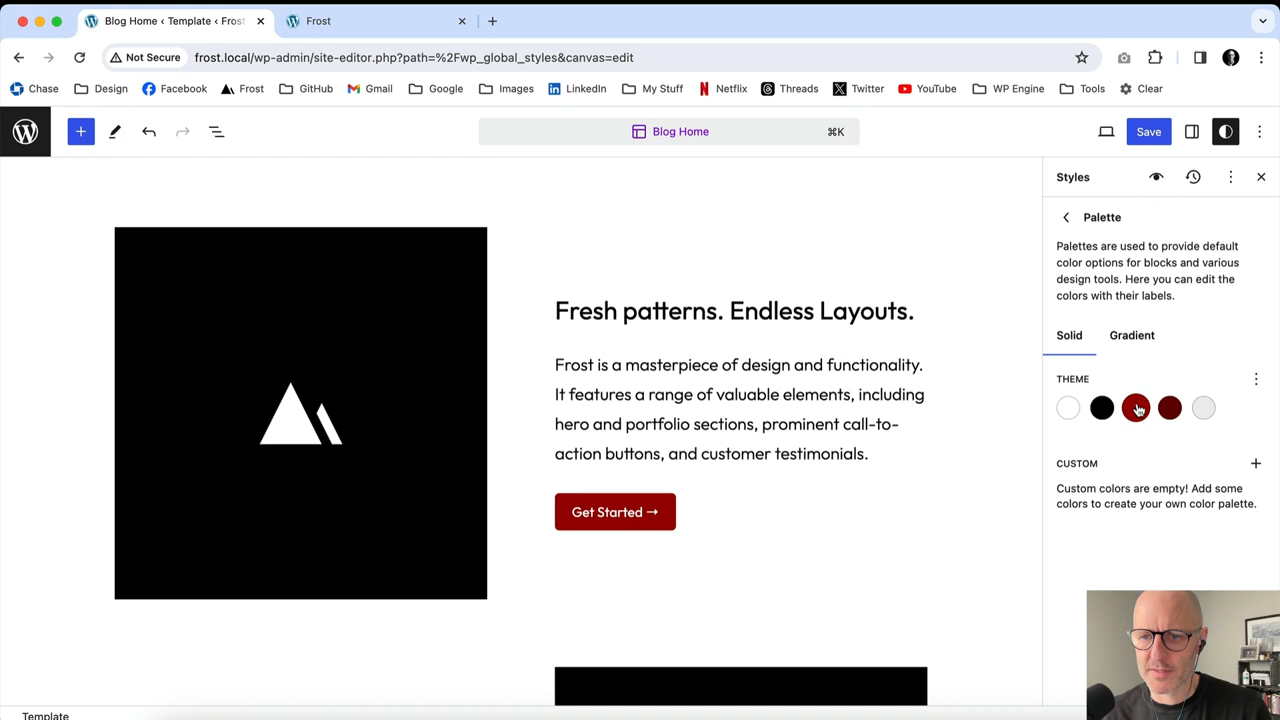 Blog Home ‹ Template ‹ Frost
Frost
Not Secure
frost.local/wp-admin/site-editor.php?path=%2Fwp_global_styles&canvas=edit
Chase
Design
Facebook
Frost
GitHub
Gmail
Google
Images
LinkedIn
My Stuff
Netflix
Threads
Twitter
YouTube
WP Engine
Tools
Clear
Blog Home
⌘K
Save
Styles
Palette
Palettes are used to provide default
color options for blocks and various
design tools. Here you can edit the
colors with their labels.
Solid
Gradient
THEME
CUSTOM
Custom colors are empty! Add some
colors to create your own color palette.
Fresh patterns. Endless Layouts.
Frost is a masterpiece of design and functionality.
It features a range of valuable elements, including
hero and portfolio sections, prominent call-to-
action buttons, and customer testimonials.
Get Started →
Template